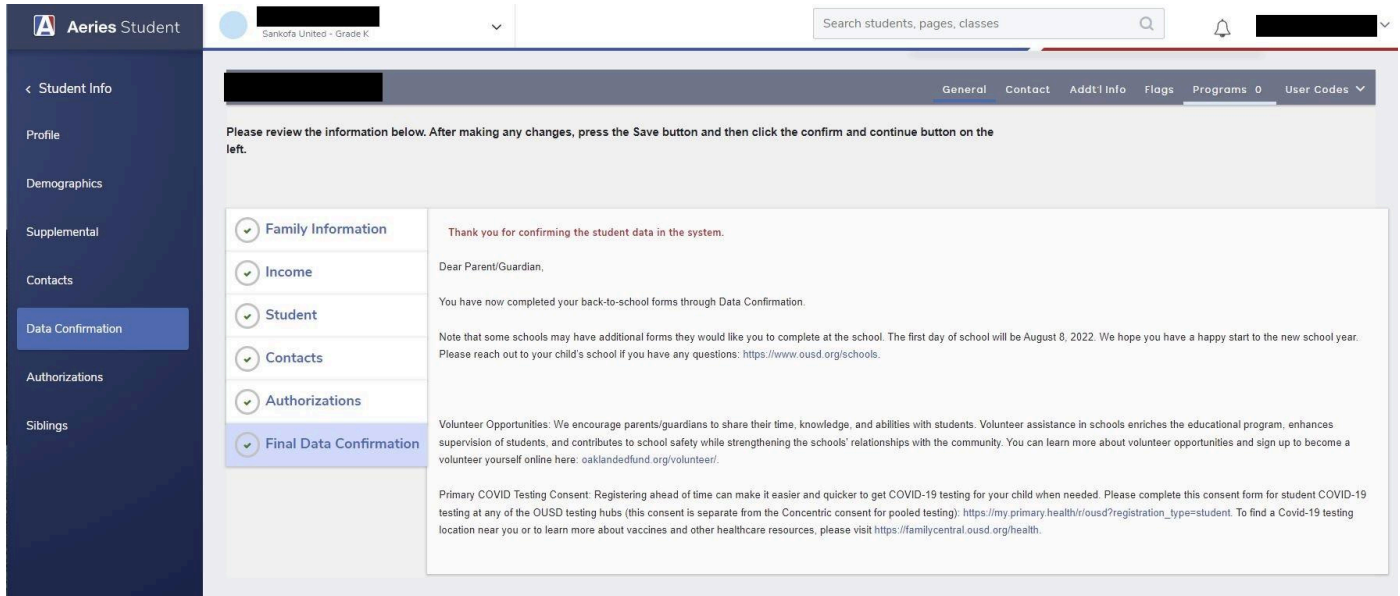 Aeries Student
Sankofa United - Grade K
Search students, pages, classes
< Student Info
Profile
Demographics
Supplemental
Contacts
Data Confirmation
Authorizations
Siblings
General Contact Addt'l Info Flags Programs 0 User Codes
Please review the information below. After making any changes, press the Save button and then click the confirm and continue button on the
left.
Family Information
Income
Student
Contacts
Authorizations
Final Data Confirmation
Thank you for confirming the student data in the system.
Dear Parent/Guardian,
You have now completed your back-to-school forms through Data Confirmation.
Note that some schools may have additional forms they would like you to complete at the school. The first day of school will be August 8, 2022. We hope you have a happy start to the new school year.
Please reach out to your child's school if you have any questions: https://www.ousd.org/schools.
Volunteer Opportunities: We encourage parents/guardians to share their time, knowledge, and abilities with students. Volunteer assistance in schools enriches the educational program, enhances
supervision of students, and contributes to school safety while strengthening the schools' relationships with the community. You can learn more about volunteer opportunities and sign up to become a
volunteer yourself online here: oaklandedfund.org/volunteer/.
Primary COVID Testing Consent: Registering ahead of time can make it easier and quicker to get COVID-19 testing for your child when needed. Please complete this consent form for student COVID-19
testing at any of the OUSD testing hubs (this consent is separate from the Concentric consent for pooled testing): https://my.primary.health/r/ousd?registration_type=student. To find a Covid-19 testing
location near you or to learn more about vaccines and other healthcare resources, please visit https://familycentral.ousd.org/health.